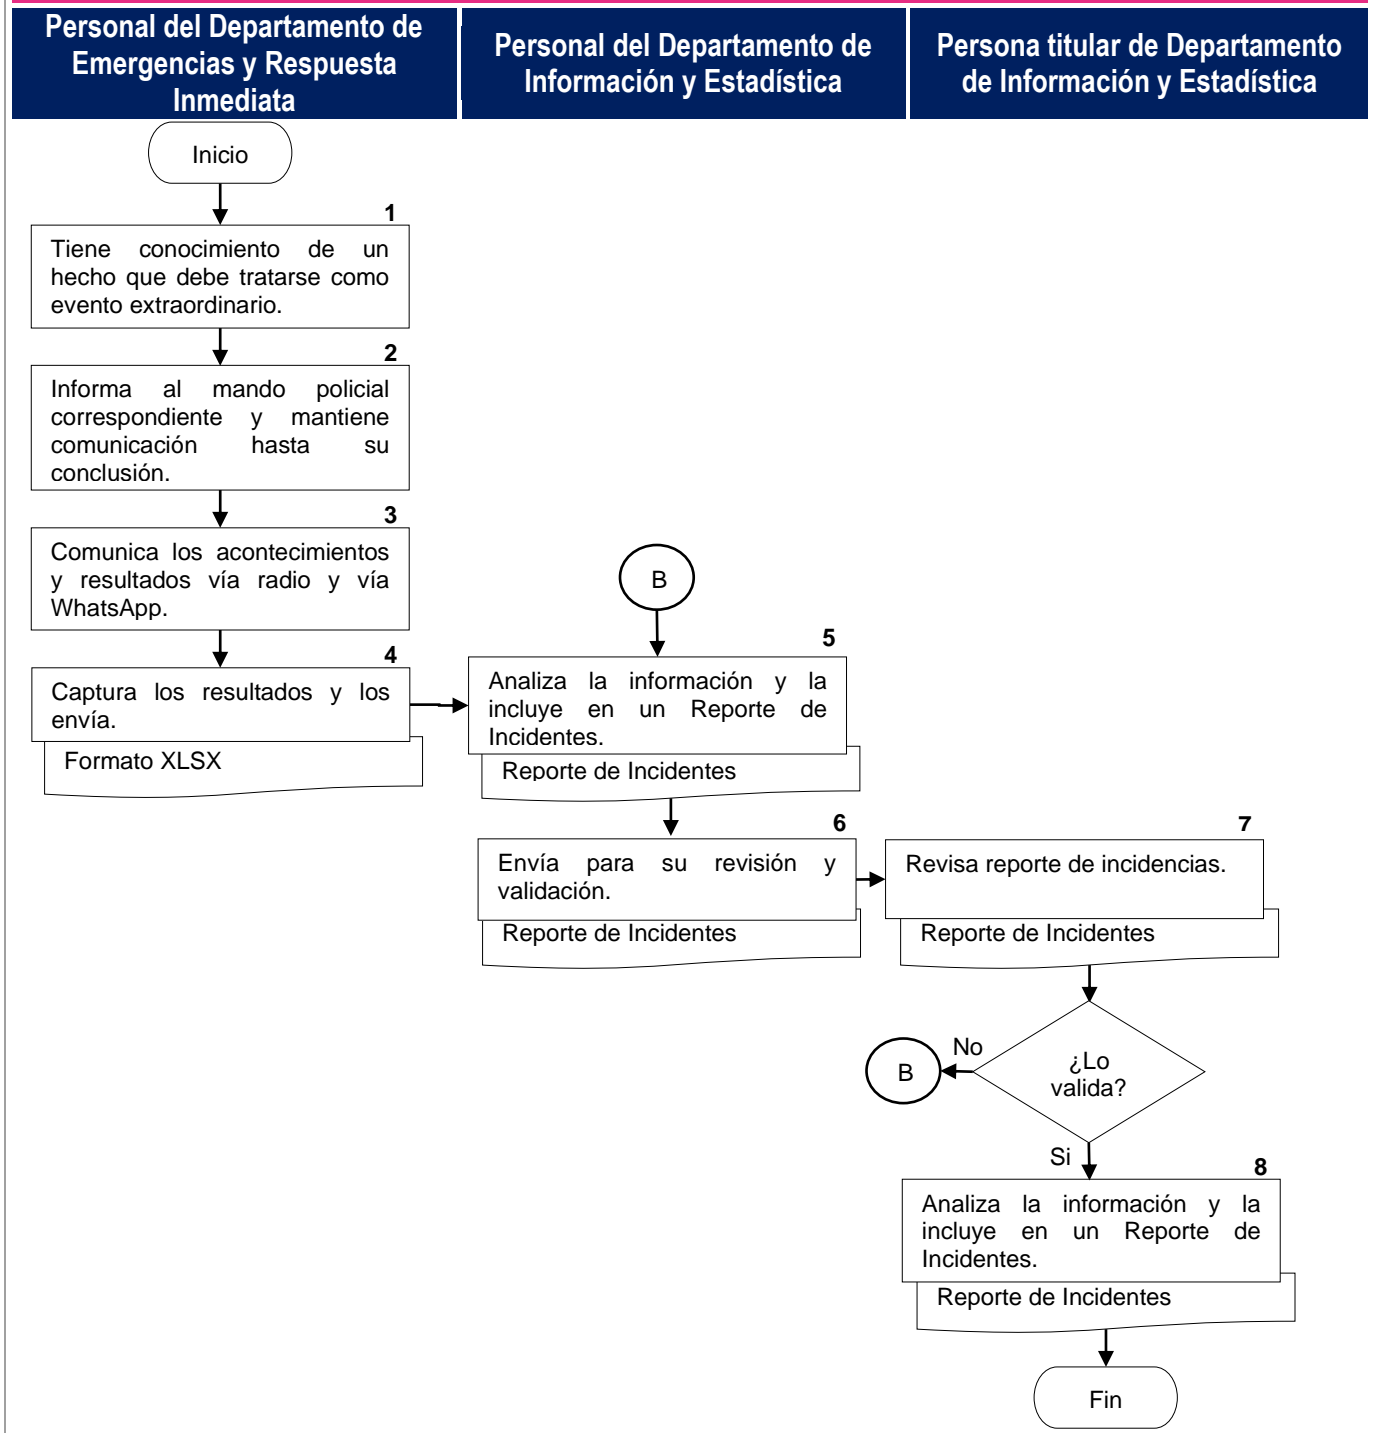 Personal del Departamento de
Emergencias y Respuesta
Inmediata
Personal del Departamento de
Información y Estadística
Persona titular de Departamento
de Información y Estadística
Inicio
1
Tiene conocimiento de un
hecho que debe tratarse como
evento extraordinario.
2
Informa al mando policial
correspondiente y mantiene
comunicación hasta su
conclusión.
3
Comunica los acontecimientos
y resultados vía radio y vía
WhatsApp.
4
Captura los resultados y los
envía.
Formato XLSX
B
5
Analiza la información y la
incluye en un Reporte de
Incidentes.
Reporte de Incidentes
6
Envía para su revisión y
validación.
Reporte de Incidentes
7
Revisa reporte de incidencias.
Reporte de Incidentes
¿Lo
valida?
No
B
Si
8
Analiza la información y la
incluye en un Reporte de
Incidentes.
Reporte de Incidentes
Fin